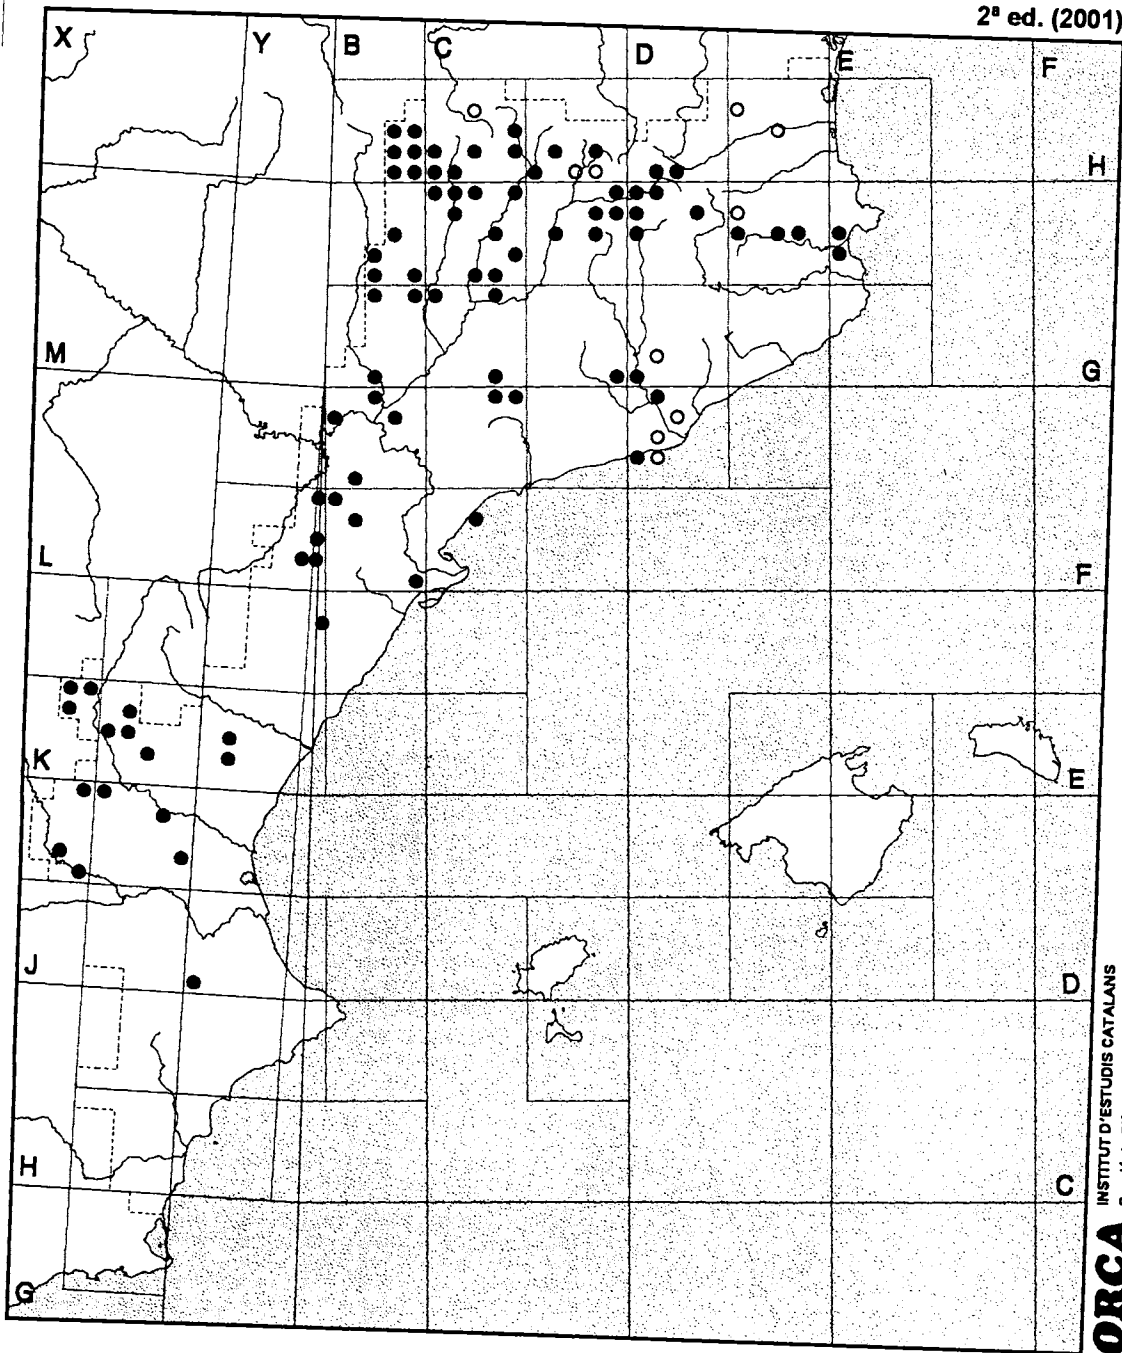 2ª ed. (2001)
X Y B C D E F
H
M G
L F
K E
J D
H C
G
INSTITUT D'ESTUDIS CATALANS
ORCA